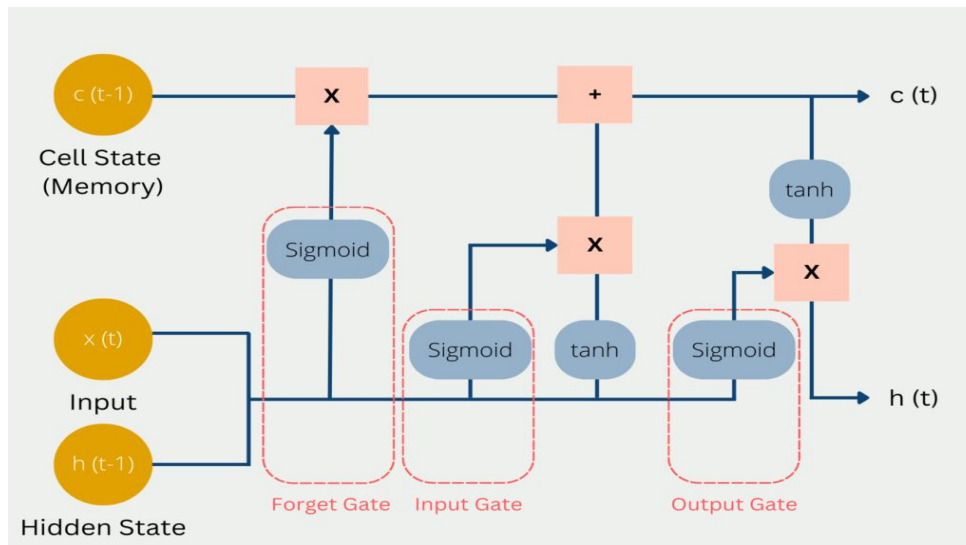 c (t-1)
X
+
c (t)
Cell State
(Memory)
tanh
Sigmoid
X
X
x (t)
Sigmoid
tanh
Sigmoid
Input
h (t)
h (t-1)
Forget Gate
Input Gate
Output Gate
Hidden State